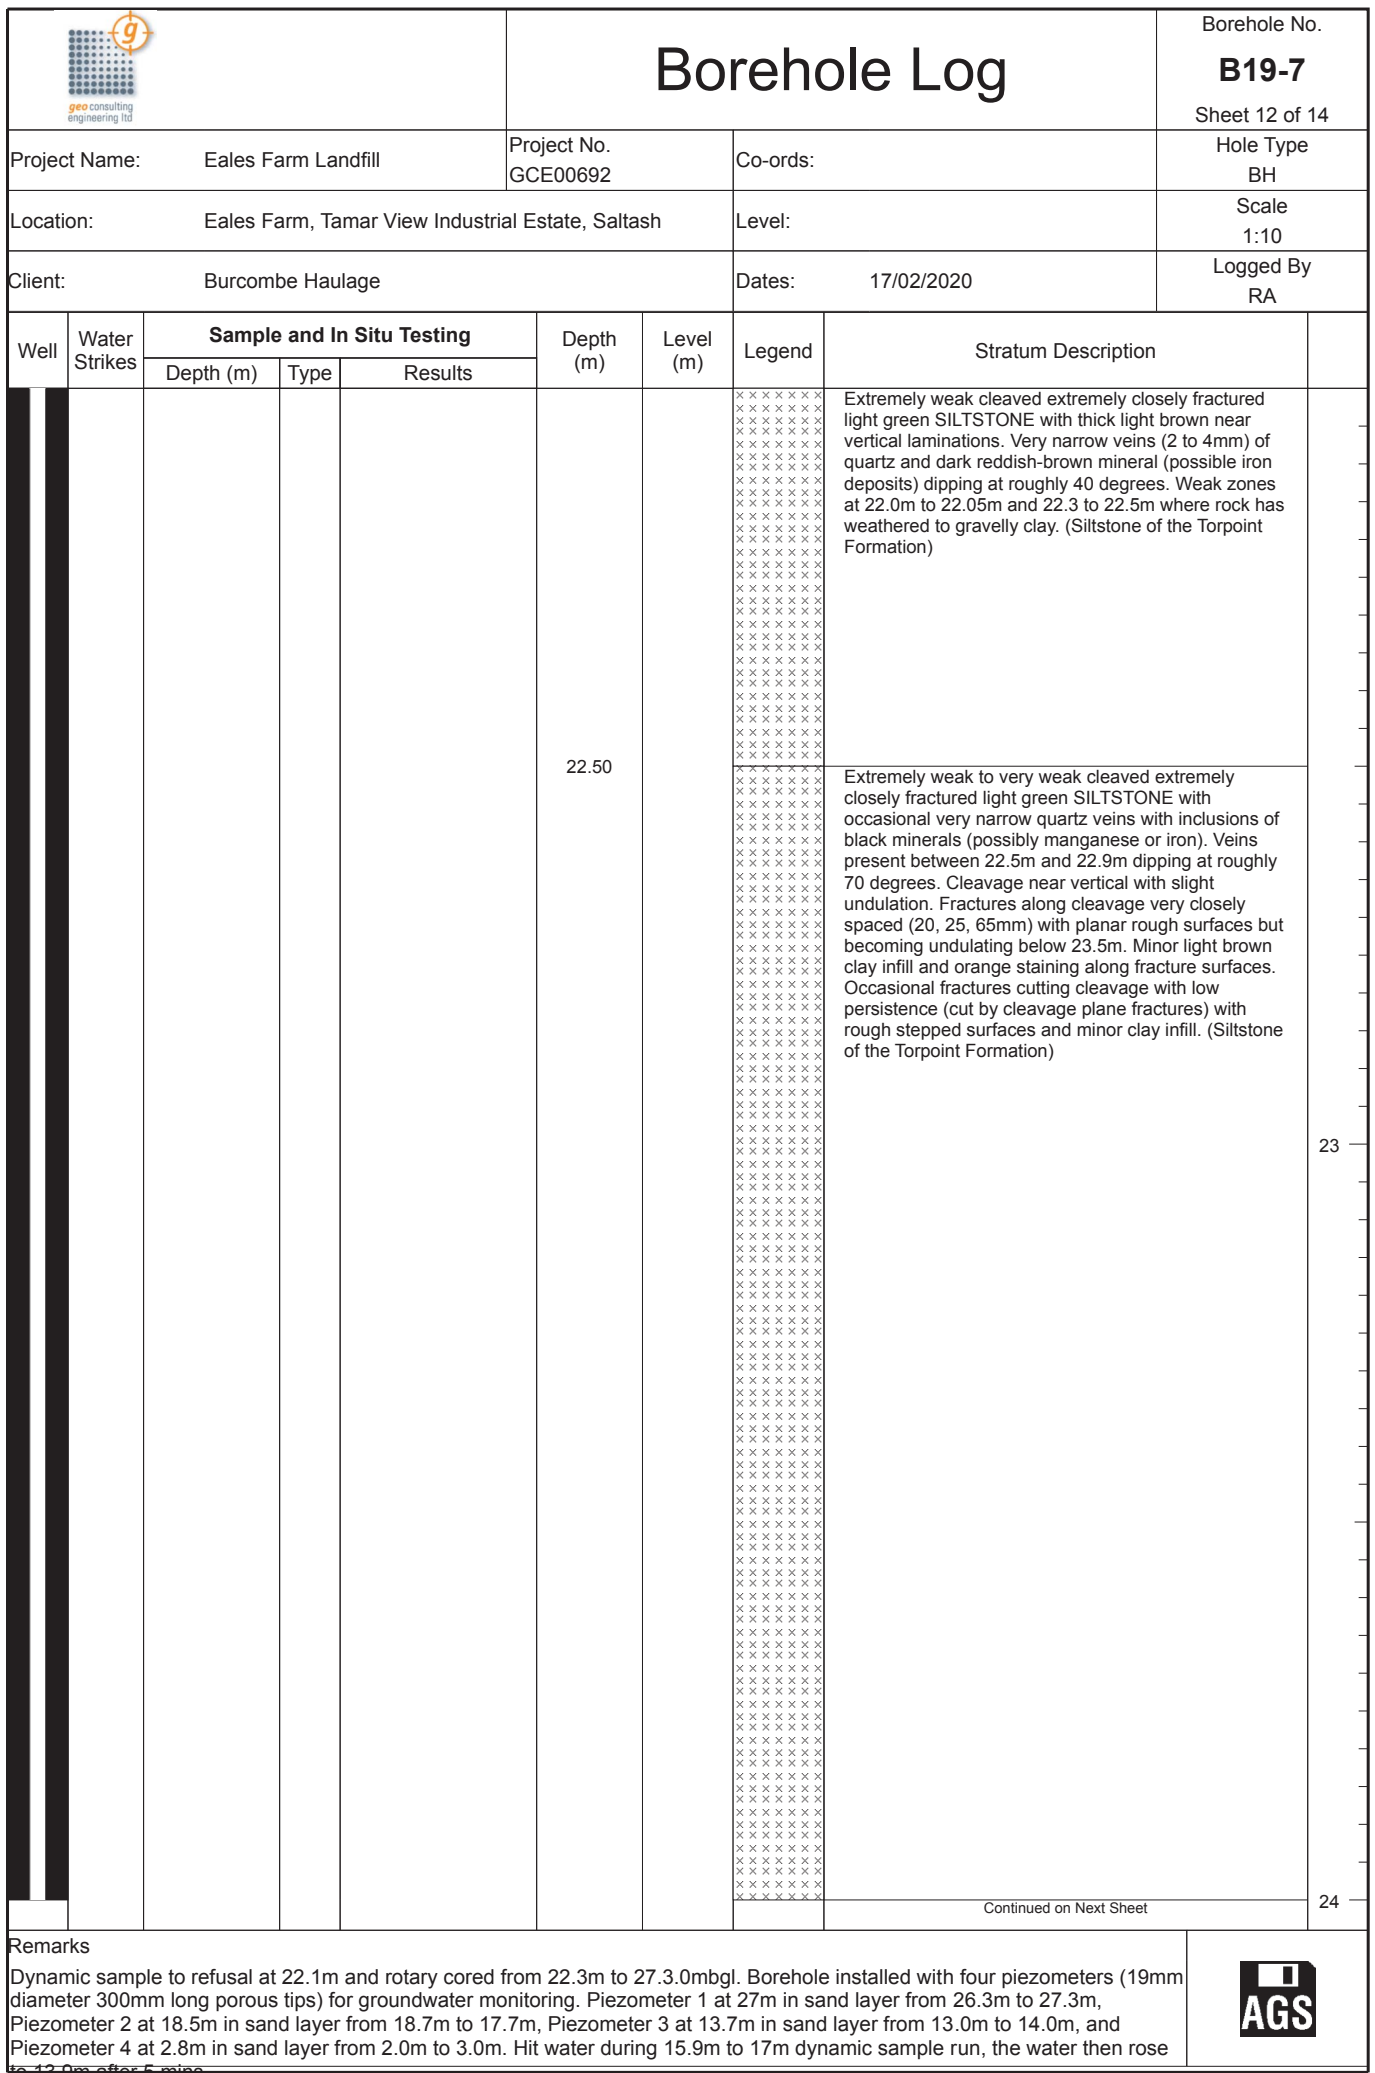 g
geo consulting
engineering ltd
Borehole Log
Borehole No.
B19-7
Sheet 12 of 14
Project Name: Eales Farm Landfill
Project No.
GCE00692
Co-ords:
Hole Type
BH
Location: Eales Farm, Tamar View Industrial Estate, Saltash
Level:
Scale
1:10
Client: Burcombe Haulage
Dates: 17/02/2020
Logged By
RA
Well
Water
Strikes
Sample and In Situ Testing
Depth (m) Type Results
Depth
(m)
Level
(m)
Legend
Stratum Description
Extremely weak cleaved extremely closely fractured
light green SILTSTONE with thick light brown near
vertical laminations. Very narrow veins (2 to 4mm) of
quartz and dark reddish-brown mineral (possible iron
deposits) dipping at roughly 40 degrees. Weak zones
at 22.0m to 22.05m and 22.3 to 22.5m where rock has
weathered to gravelly clay. (Siltstone of the Torpoint
Formation)
22.50
Extremely weak to very weak cleaved extremely
closely fractured light green SILTSTONE with
occasional very narrow quartz veins with inclusions of
black minerals (possibly manganese or iron). Veins
present between 22.5m and 22.9m dipping at roughly
70 degrees. Cleavage near vertical with slight
undulation. Fractures along cleavage very closely
spaced (20, 25, 65mm) with planar rough surfaces but
becoming undulating below 23.5m. Minor light brown
clay infill and orange staining along fracture surfaces.
Occasional fractures cutting cleavage with low
persistence (cut by cleavage plane fractures) with
rough stepped surfaces and minor clay infill. (Siltstone
of the Torpoint Formation)
23
24
Continued on Next Sheet
Remarks
Dynamic sample to refusal at 22.1m and rotary cored from 22.3m to 27.3.0mbgl. Borehole installed with four piezometers (19mm
diameter 300mm long porous tips) for groundwater monitoring. Piezometer 1 at 27m in sand layer from 26.3m to 27.3m,
Piezometer 2 at 18.5m in sand layer from 18.7m to 17.7m, Piezometer 3 at 13.7m in sand layer from 13.0m to 14.0m, and
Piezometer 4 at 2.8m in sand layer from 2.0m to 3.0m. Hit water during 15.9m to 17m dynamic sample run, the water then rose
to 13.9m after 5 mins
AGS